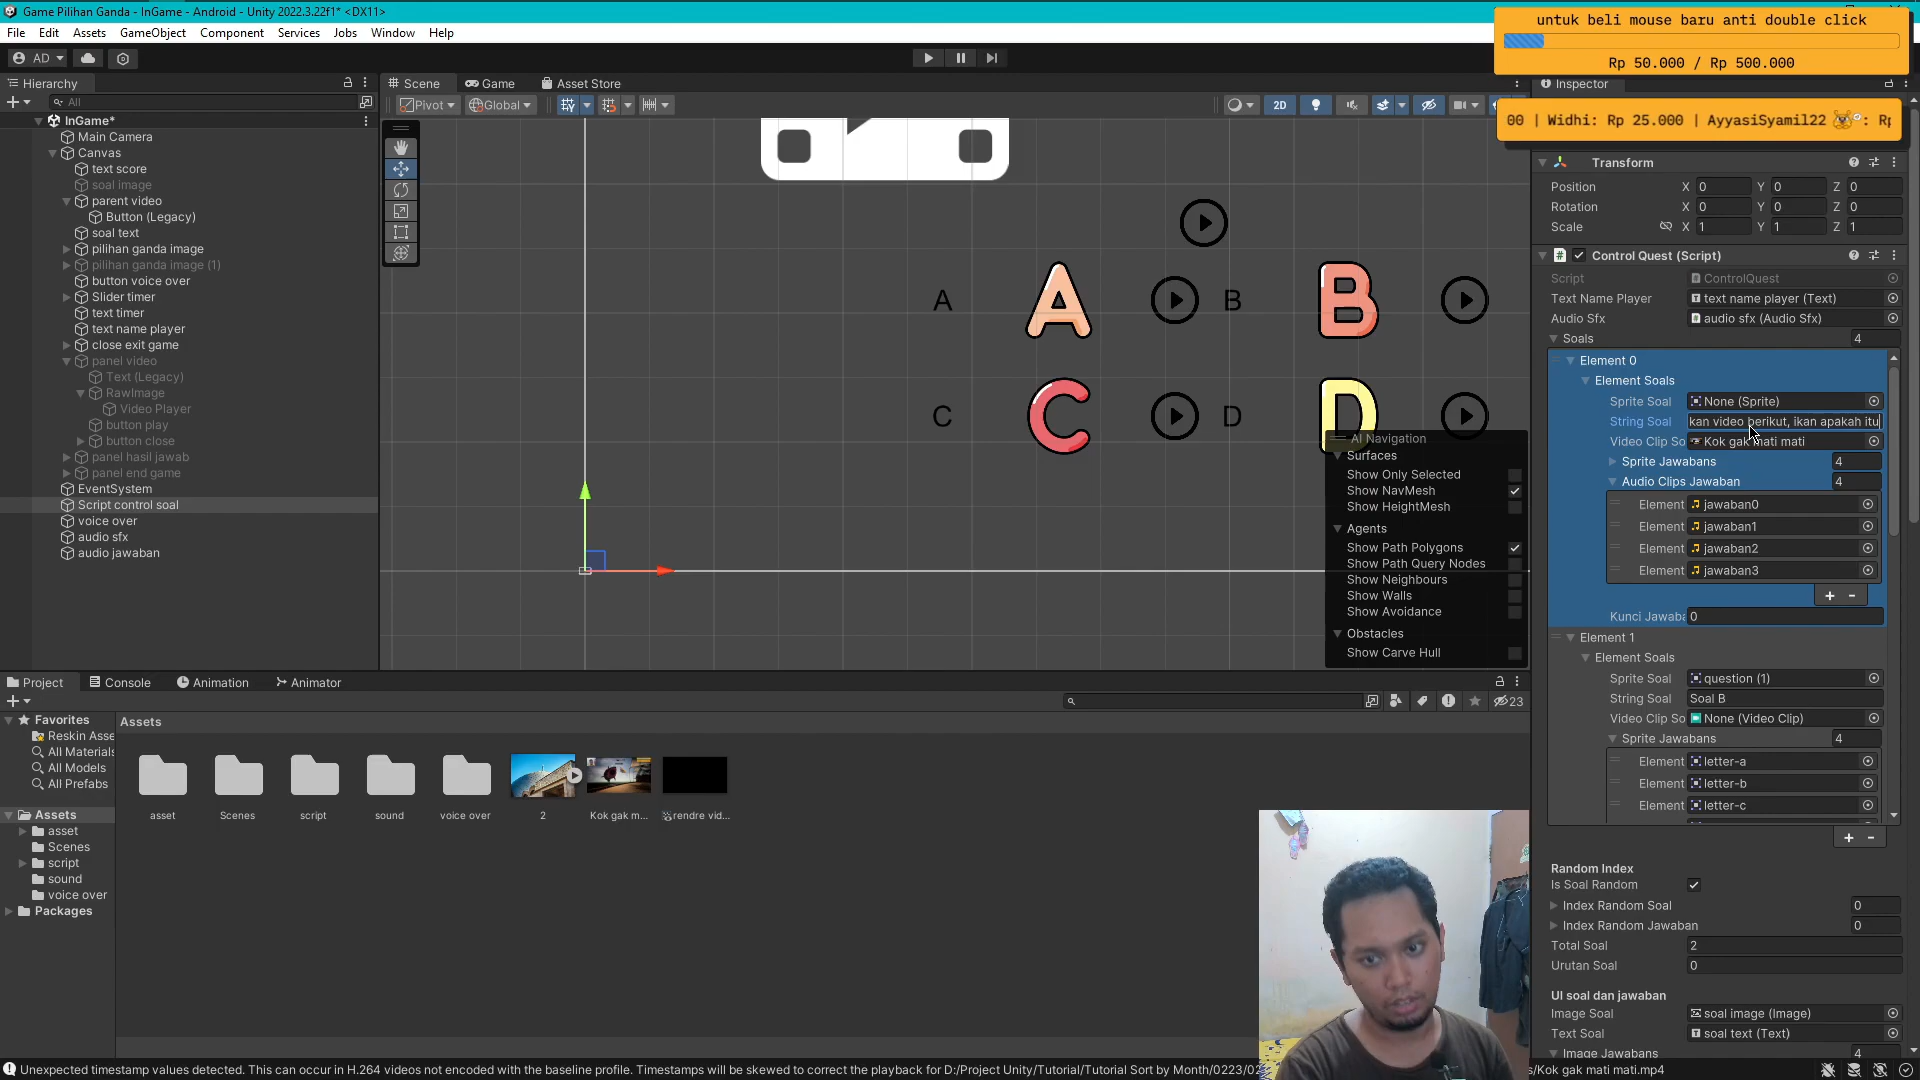 Game Pilihan Ganda - InGame - Android - Unity 2022.3.22f1* <DX11>
File Edit Assets GameObject Component Services Jobs Window Help
untuk beli mouse baru anti double click
Rp 50.000 / Rp 500.000
AD
Hierarchy
Scene Game Asset Store
Inspector
All
Pivot Global 2D
00 | Widhi: Rp 25.000 | AyyasiSyamil22 : Rp
InGame*
Main Camera
Canvas
text score
soal image
parent video
Button (Legacy)
soal text
pilihan ganda image
pilihan ganda image (1)
button voice over
Slider timer
text timer
text name player
close exit game
panel video
Text (Legacy)
RawImage
Video Player
button play
button close
panel hasil jawab
panel end game
EventSystem
Script control soal
voice over
audio sfx
audio jawaban
A A B B
C C D D
AI Navigation
Surfaces
Show Only Selected
Show NavMesh
Show HeightMesh
Agents
Show Path Polygons
Show Path Query Nodes
Show Neighbours
Show Walls
Show Avoidance
Obstacles
Show Carve Hull
Transform
Position X 0 Y 0 Z 0
Rotation X 0 Y 0 Z 0
Scale X 1 Y 1 Z 1
Control Quest (Script)
Script ControlQuest
Text Name Player text name player (Text)
Audio Sfx audio sfx (Audio Sfx)
Soals 4
Element 0
Element Soals
Sprite Soal None (Sprite)
String Soal kan video berikut, ikan apakah itu
Video Clip So Kok gak mati mati
Sprite Jawabans 4
Audio Clips Jawaban 4
Element jawaban0
Element jawaban1
Element jawaban2
Element jawaban3
+ -
Kunci Jawaba 0
Element 1
Element Soals
Sprite Soal question (1)
String Soal Soal B
Video Clip So None (Video Clip)
Sprite Jawabans 4
Element letter-a
Element letter-b
Element letter-c
+ -
Random Index
Is Soal Random
Index Random Soal 0
Index Random Jawaban 0
Total Soal 2
Urutan Soal 0
UI soal dan jawaban
Image Soal soal image (Image)
Text Soal soal text (Text)
Image Jawabans 4
Project Console Animation Animator
23
Favorites
Reskin Asse
All Materials
All Models
All Prefabs
Assets
asset
Scenes
script
sound
voice over
Packages
Assets
asset Scenes script sound voice over 2 Kok gak m... rendre vid...
Unexpected timestamp values detected. This can occur in H.264 videos not encoded with the baseline profile. Timestamps will be skewed to correct the playback for D:/Project Unity/Tutorial/Tutorial Sort by Month/0223/02
s/Kok gak mati mati.mp4